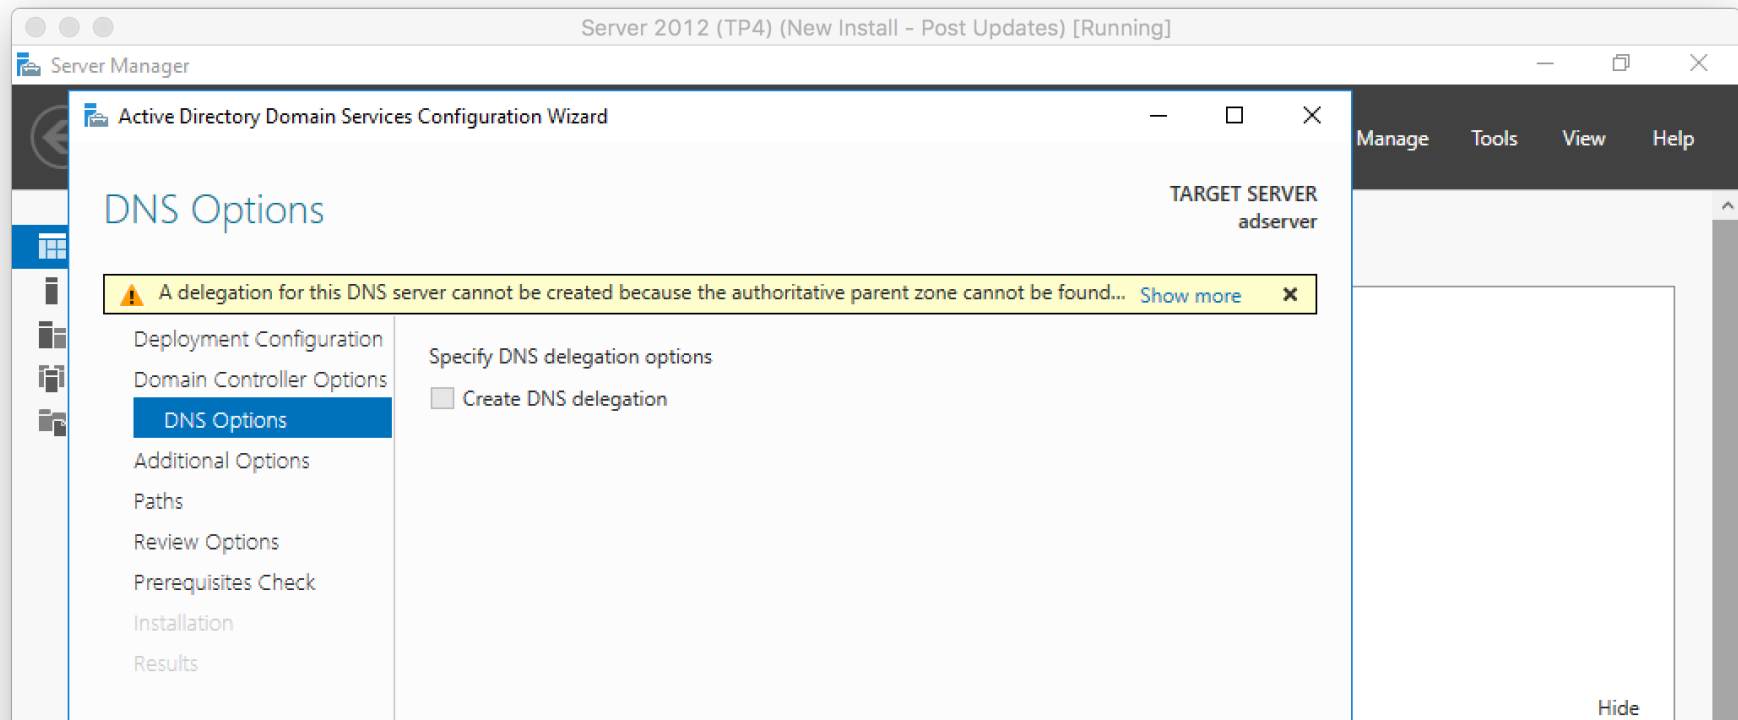 Server 2012 (TP4) (New Install - Post Updates) [Running]
Server Manager
Active Directory Domain Services Configuration Wizard
Manage Tools View Help
DNS Options
TARGET SERVER
adserver
A delegation for this DNS server cannot be created because the authoritative parent zone cannot be found... Show more
Deployment Configuration
Domain Controller Options
DNS Options
Additional Options
Paths
Review Options
Prerequisites Check
Installation
Results
Specify DNS delegation options
Create DNS delegation
Hide